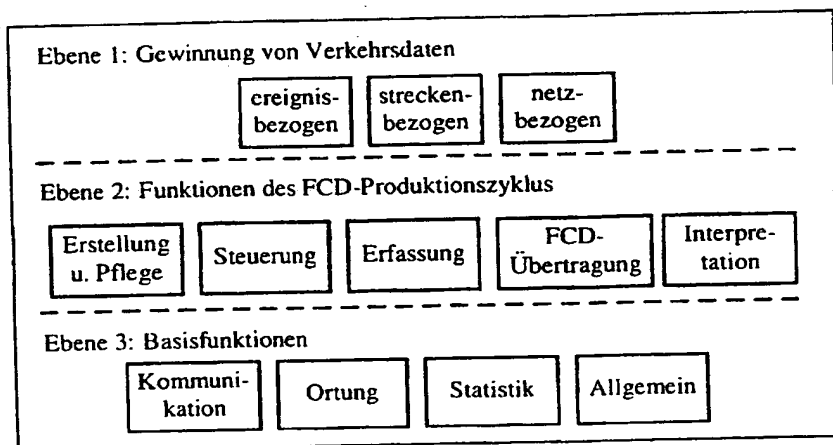 Ebene 1: Gewinnung von Verkehrsdaten
ereignis-
bezogen
strecken-
bezogen
netz-
bezogen
Ebene 2: Funktionen des FCD-Produktionszyklus
Erstellung
u. Pflege
Steuerung
Erfassung
FCD-
Übertragung
Interpre-
tation
Ebene 3: Basisfunktionen
Kommuni-
kation
Ortung
Statistik
Allgemein